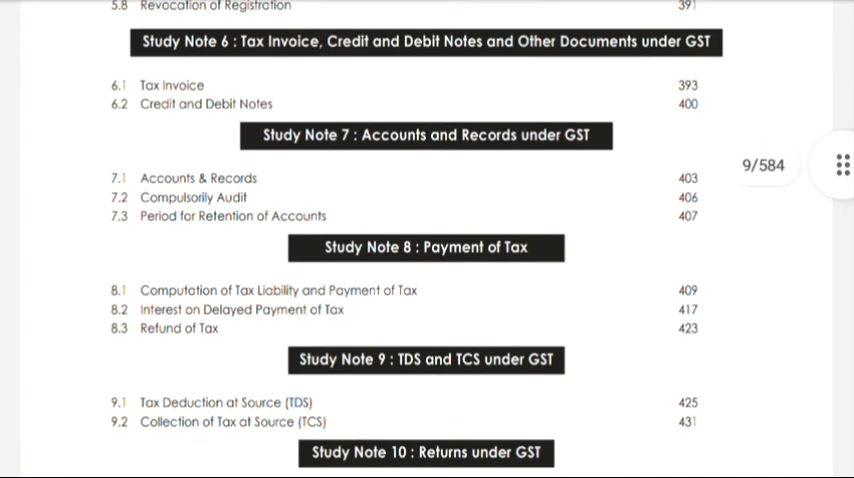 5.8 Revocation of Registration 391
Study Note 6 : Tax Invoice, Credit and Debit Notes and Other Documents under GST
6.1 Tax Invoice 393
6.2 Credit and Debit Notes 400
Study Note 7 : Accounts and Records under GST
7.1 Accounts & Records 403
7.2 Compulsorily Audit 406
7.3 Period for Retention of Accounts 407
Study Note 8 : Payment of Tax
8.1 Computation of Tax Liability and Payment of Tax 409
8.2 Interest on Delayed Payment of Tax 417
8.3 Refund of Tax 423
Study Note 9 : TDS and TCS under GST
9.1 Tax Deduction at Source (TDS) 425
9.2 Collection of Tax at Source (TCS) 431
Study Note 10 : Returns under GST
9/584